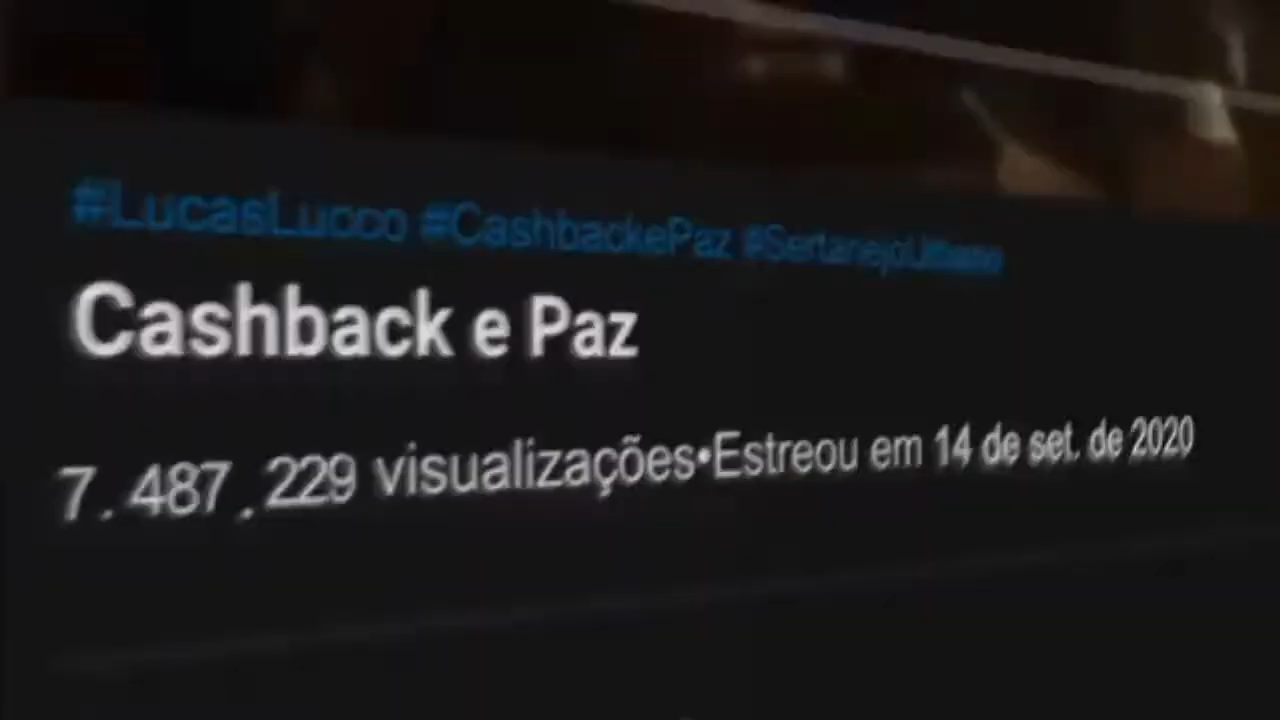 #LucasLucco #CashbackePaz
Cashback e Paz
7.487.229 visualizações•Estreou em 14 de set. de 2020